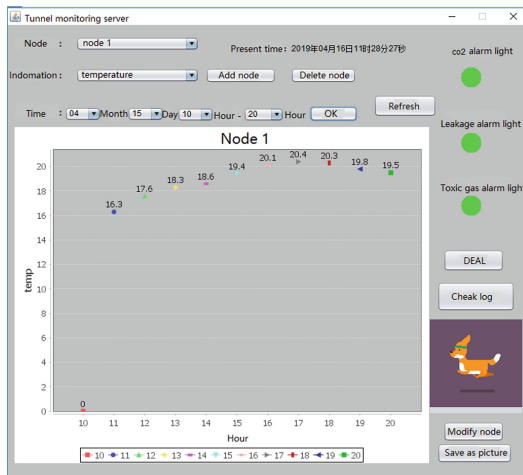 Tunnel monitoring server
Node : node 1
Present time: 2019年04月16日11时28分27秒
co2 alarm light
Indomation : temperature Add node Delete node
Time : 04 Month 15 Day 10 Hour - 20 Hour OK Refresh
Leakage alarm light
Toxic gas alarm light
DEAL
Cheak log
Modify node
Save as picture
Node 1
temp
20
18
16
14
12
10
8
6
4
2
0
0
16.3
17.6
18.3
18.6
19.4
20.1
20.4
20.3
19.8
19.5
10 11 12 13 14 15 16 17 18 19 20
Hour
10 11 12 13 14 15 16 17 18 19 20